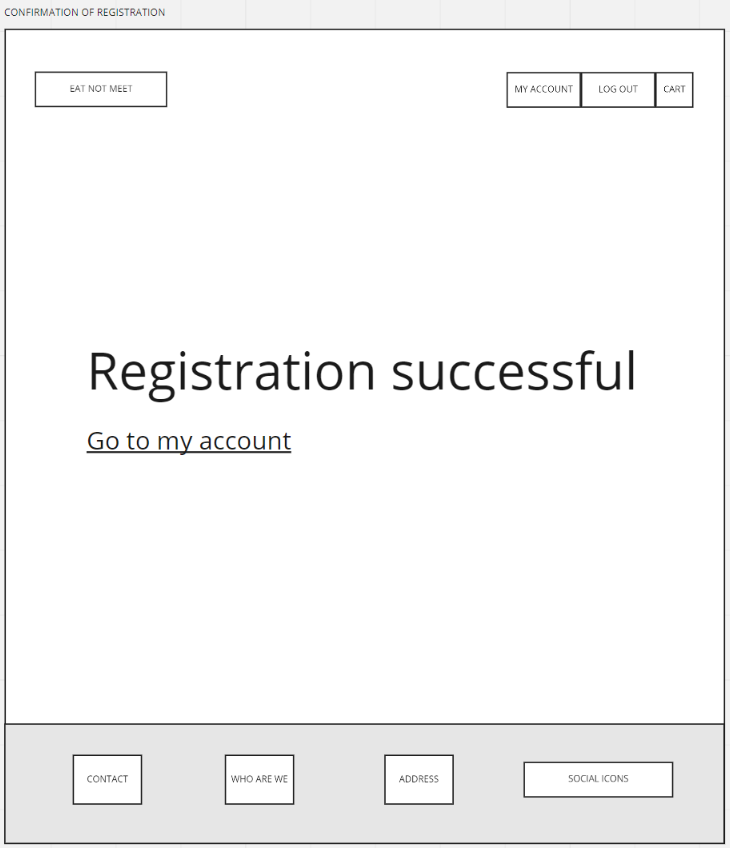 CONFIRMATION OF REGISTRATION
EAT NOT MEET
MY ACCOUNT
LOG OUT
CART
Registration successful
Go to my account
CONTACT
WHO ARE WE
ADDRESS
SOCIAL ICONS